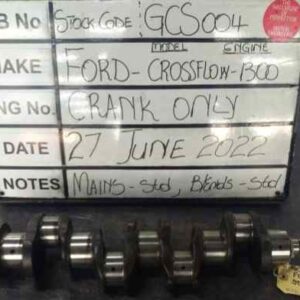 B No STOCK CODE: GCS004
MODEL ENGINE
MAKE FORD - CROSSFLOW - 1300
NG No. CRANK ONLY
DATE 27 JUNE 2022
NOTES MAINS - Std, BIGends - Std